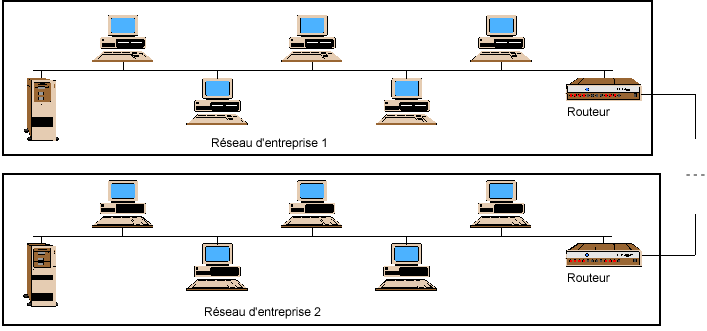 Routeur
Réseau d'entreprise 1
Routeur
Réseau d'entreprise 2